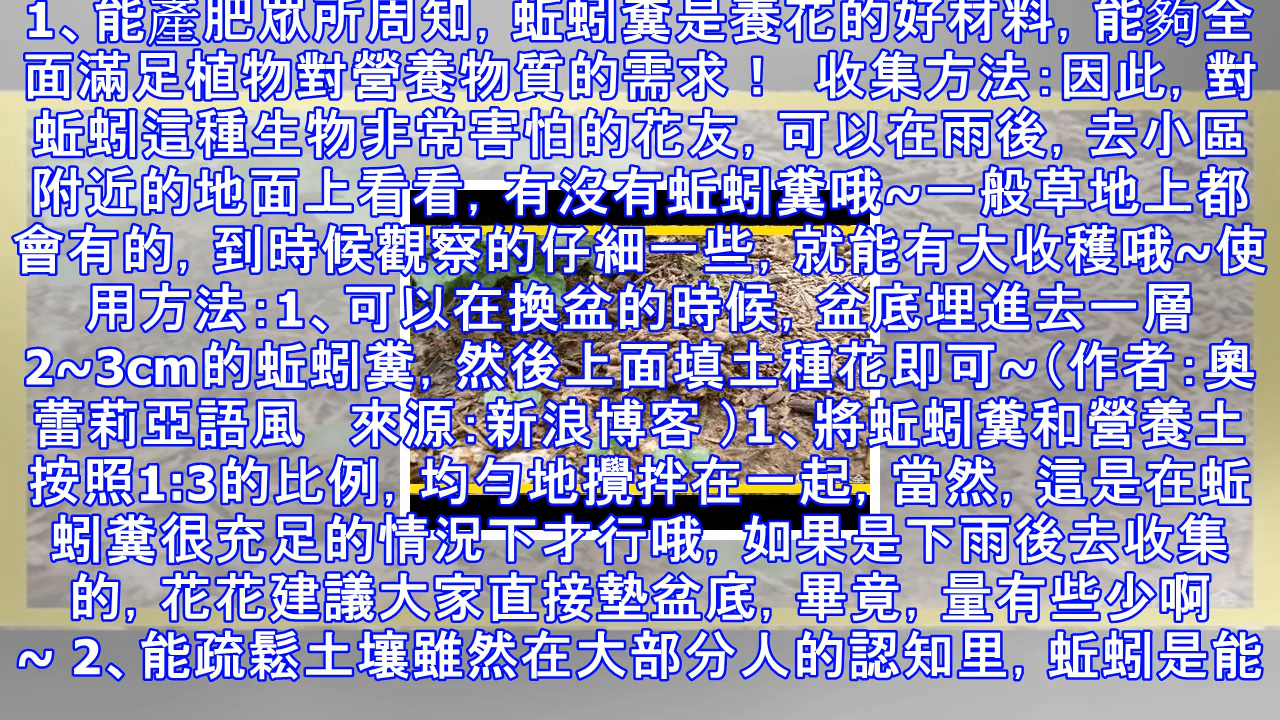 1、能產肥眾所周知, 蚯蚓糞是養花的好材料, 能夠全
面滿足植物對營養物質的需求！ 收集方法:因此, 對
蚯蚓這種生物非常害怕的花友, 可以在雨後, 去小區
附近的地面上看看, 有沒有蚯蚓糞哦~一般草地上都
會有的, 到時候觀察的仔細一些, 就能有大收穫哦~使
用方法:1、可以在換盆的時候, 盆底埋進去一層
2~3cm的蚯蚓糞, 然後上面填土種花即可~(作者:奧
蕾莉亞語風 來源:新浪博客 )1、將蚯蚓糞和營養土
按照1:3的比例, 均勻地攪拌在一起, 當然, 這是在蚯
蚓糞很充足的情況下才行哦, 如果是下雨後去收集
的, 花花建議大家直接墊盆底, 畢竟, 量有些少啊
~ 2、能疏鬆土壤雖然在大部分人的認知里, 蚯蚓是能